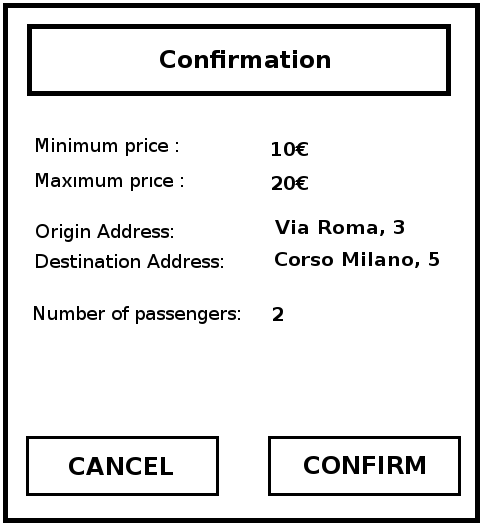 Confirmation
Minimum price : 10€
Maximum price : 20€
Origin Address: Via Roma, 3
Destination Address: Corso Milano, 5
Number of passengers: 2
CANCEL CONFIRM